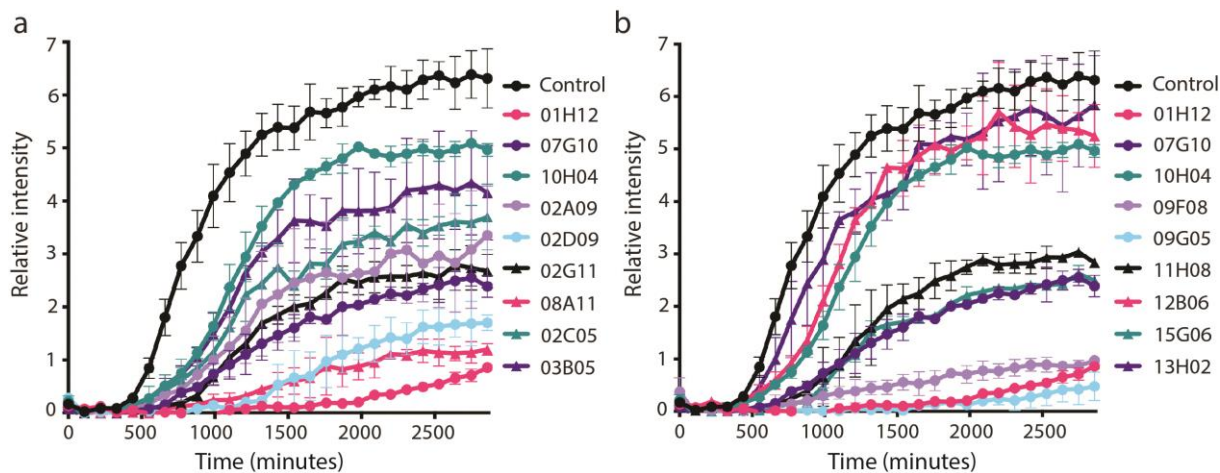 a
7
6
5
4
3
2
1
0
Relative intensity
0 500 1000 1500 2000 2500
Time (minutes)
Control
01H12
07G10
10H04
02A09
02D09
02G11
08A11
02C05
03B05
b
7
6
5
4
3
2
1
0
Relative intensity
0 500 1000 1500 2000 2500
Time (minutes)
Control
01H12
07G10
10H04
09F08
09G05
11H08
12B06
15G06
13H02